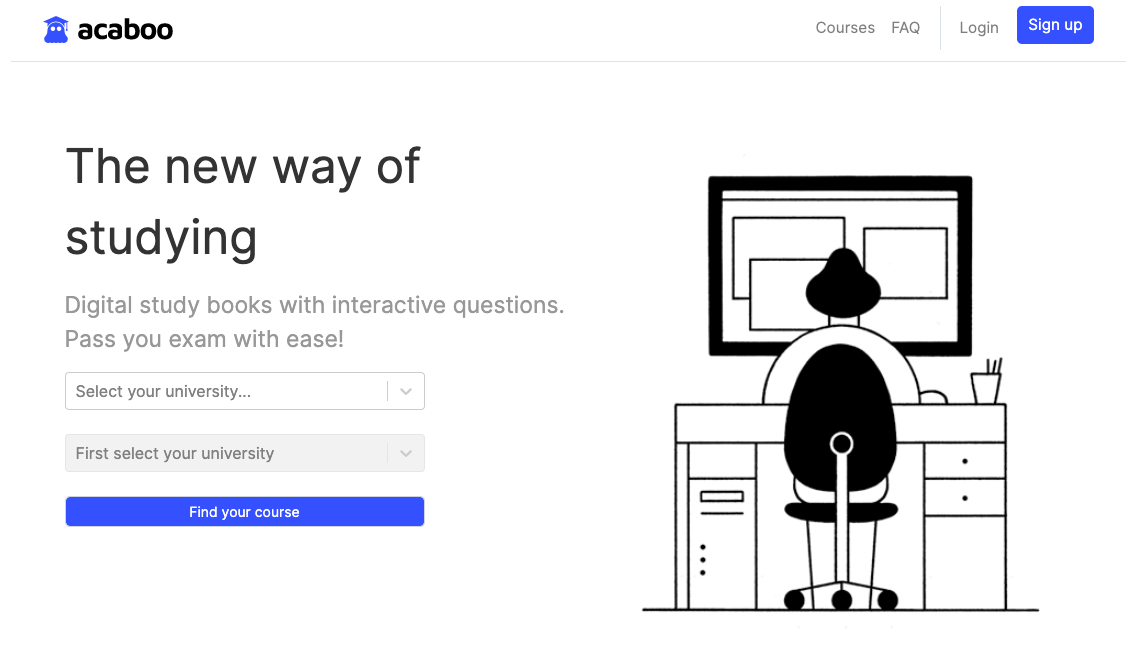 acaboo
Courses FAQ Login Sign up
The new way of
studying
Digital study books with interactive questions.
Pass you exam with ease!
Select your university...
First select your university
Find your course